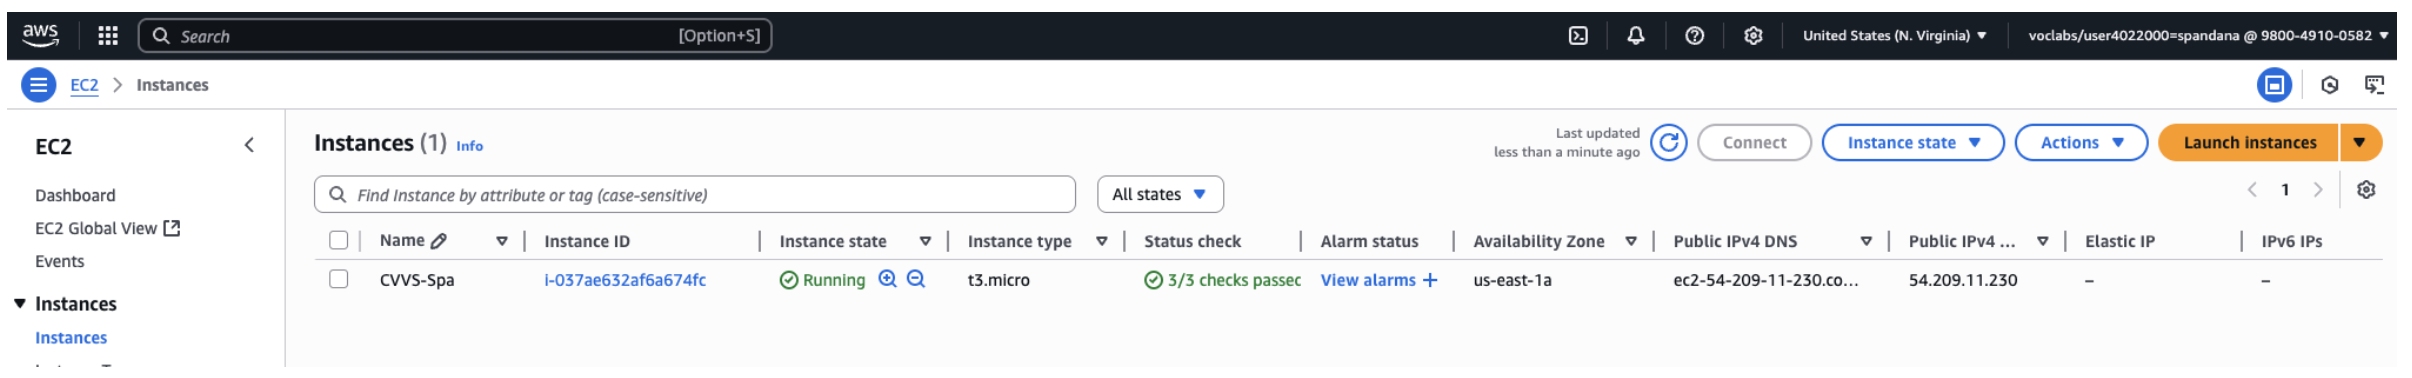 aws Search [Option+S] United States (N. Virginia) voclabs/user4022000=spandana @ 9800-4910-0582
EC2 > Instances
EC2
Dashboard
EC2 Global View
Events
Instances
Instances
Instances (1) Info
Last updated
less than a minute ago
Connect Instance state Actions Launch instances
Find Instance by attribute or tag (case-sensitive) All states 1
Name Instance ID Instance state Instance type Status check Alarm status Availability Zone Public IPv4 DNS Public IPv4 ... Elastic IP IPv6 IPs
CVVS-Spa i-037ae632af6a674fc Running t3.micro 3/3 checks passec View alarms + us-east-1a ec2-54-209-11-230.co... 54.209.11.230 – –